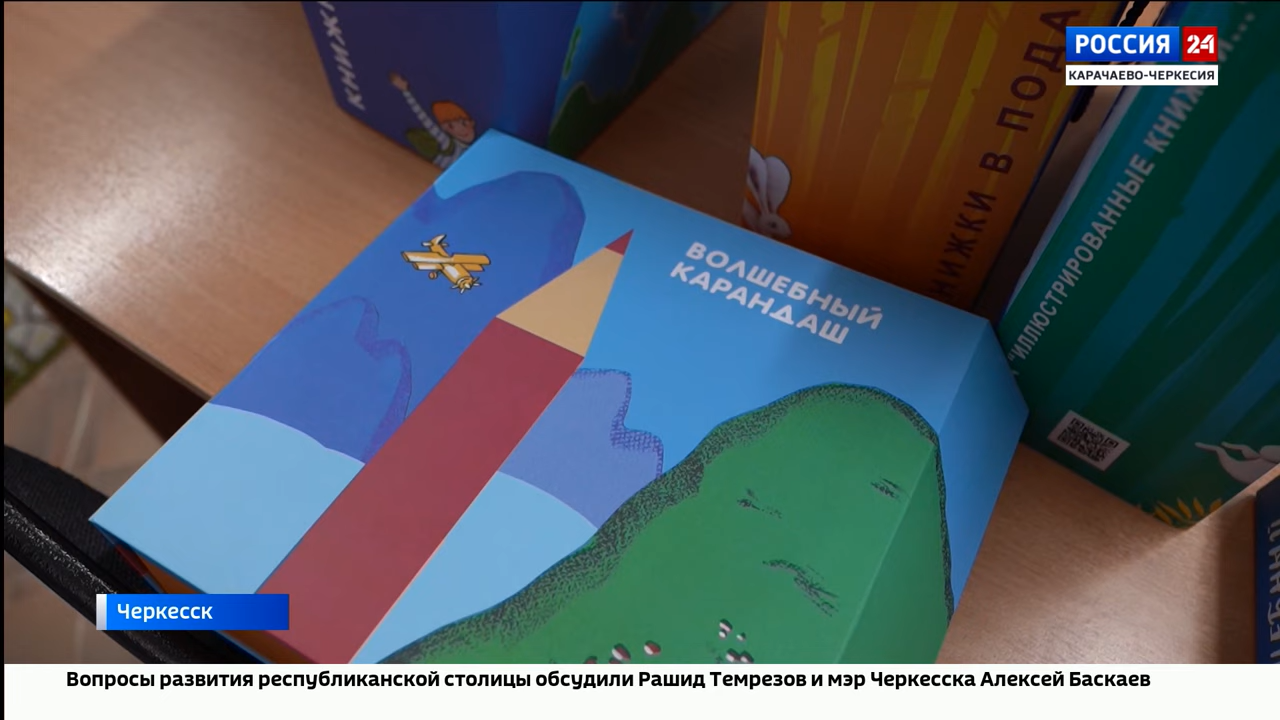 РОССИЯ 24
КАРАЧАЕВО-ЧЕРКЕСИЯ
КНИЖКИ В ПОДА
"ИЛЛЮСТРИРОВАННЫЕ
ВОЛШЕБНЫЙ
КАРАНДАШ
Черкесск
Вопросы развития республиканской столицы обсудили Рашид Темрезов и мэр Черкесска Алексей Баскаев